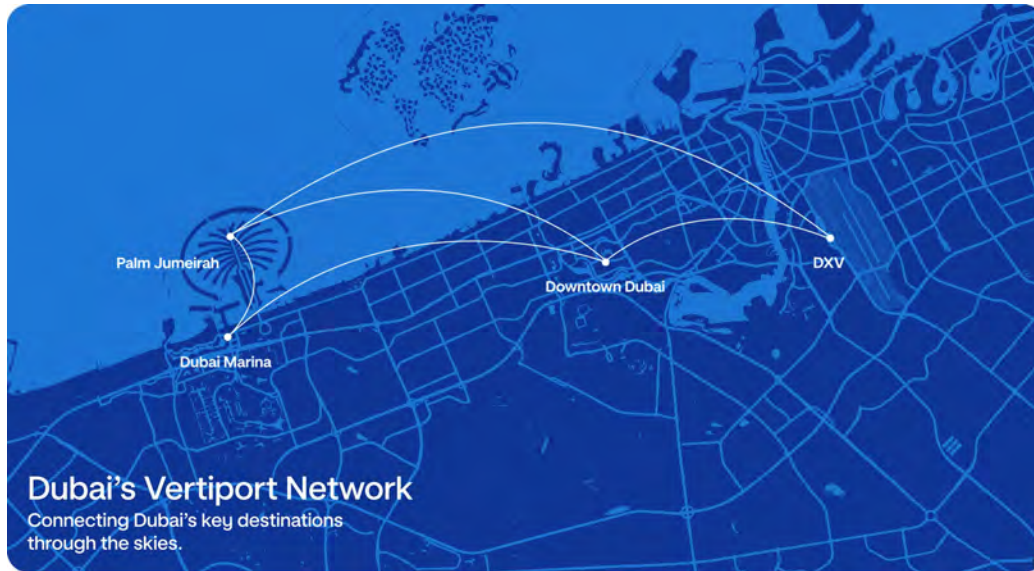 Palm Jumeirah
DXV
Downtown Dubai
Dubai Marina
Dubai's Vertiport Network
Connecting Dubai's key destinations
through the skies.